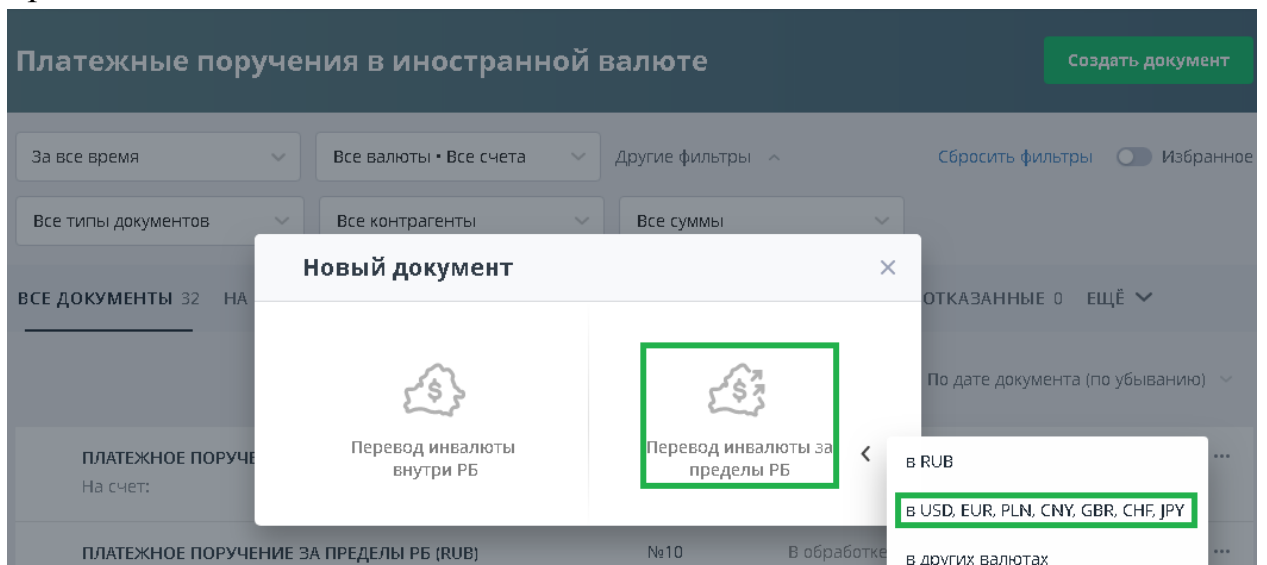 Платежные поручения в иностранной валюте
Создать документ
За все время
Все валюты • Все счета
Другие фильтры
Сбросить фильтры
Избранное
Все типы документов
Все контрагенты
Все суммы
Новый документ
ВСЕ ДОКУМЕНТЫ 32
НА
ОТКАЗАННЫЕ 0
ЕЩЁ
По дате документа (по убыванию)
Перевод инвалюты
внутри РБ
Перевод инвалюты за
пределы РБ
ПЛАТЕЖНОЕ ПОРУЧЕ
На счет:
в RUB
в USD, EUR, PLN, CNY, GBR, CHF, JPY
ПЛАТЕЖНОЕ ПОРУЧЕНИЕ ЗА ПРЕДЕЛЫ РБ (RUB)
№10
В обработке
в других валютах